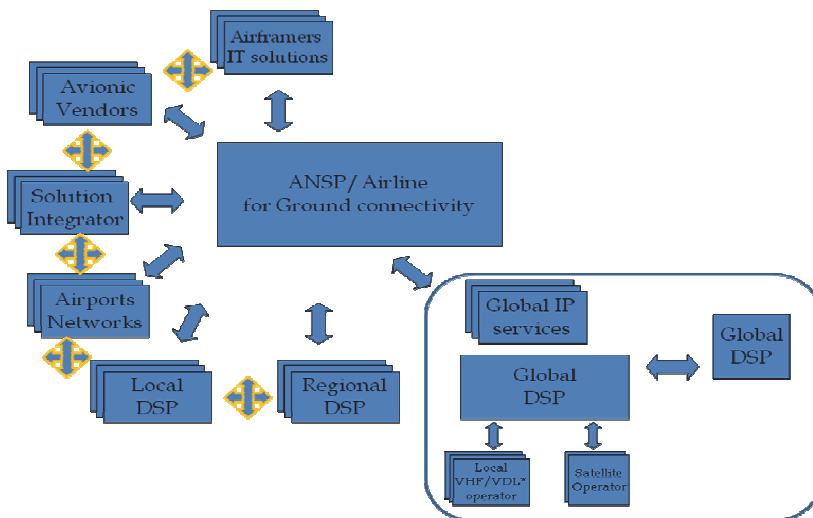 Airframers
IT solutions
Avionic
Vendors
ANSP/ Airline
for Ground connectivity
Solution
Integrator
Airports
Networks
Local
DSP
Regional
DSP
Global IP
services
Global
DSP
Global
DSP
Local
VHF/VDL*
operator
Satellite
Operator